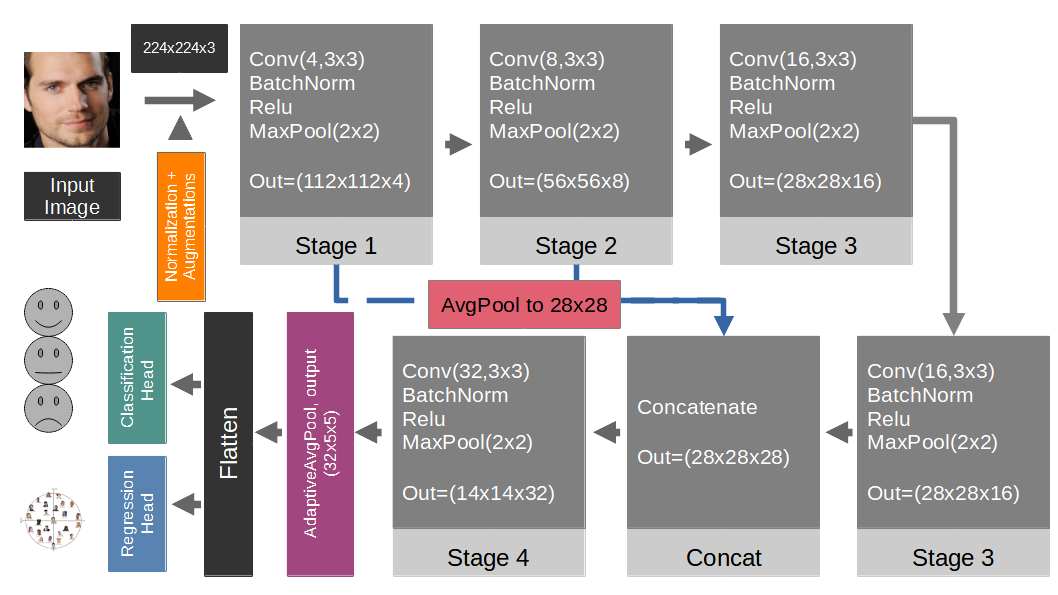 224x224x3
Input
Image
Normalization +
Augmentations
Conv(4,3x3)
BatchNorm
Relu
MaxPool(2x2)
Out=(112x112x4)
Stage 1
Conv(8,3x3)
BatchNorm
Relu
MaxPool(2x2)
Out=(56x56x8)
Stage 2
Conv(16,3x3)
BatchNorm
Relu
MaxPool(2x2)
Out=(28x28x16)
Stage 3
AvgPool to 28x28
Classification
Head
Regression
Head
Flatten
AdaptiveAvgPool, output
(32x5x5)
Conv(32,3x3)
BatchNorm
Relu
MaxPool(2x2)
Out=(14x14x32)
Stage 4
Concatenate
Out=(28x28x28)
Concat
Conv(16,3x3)
BatchNorm
Relu
MaxPool(2x2)
Out=(28x28x16)
Stage 3